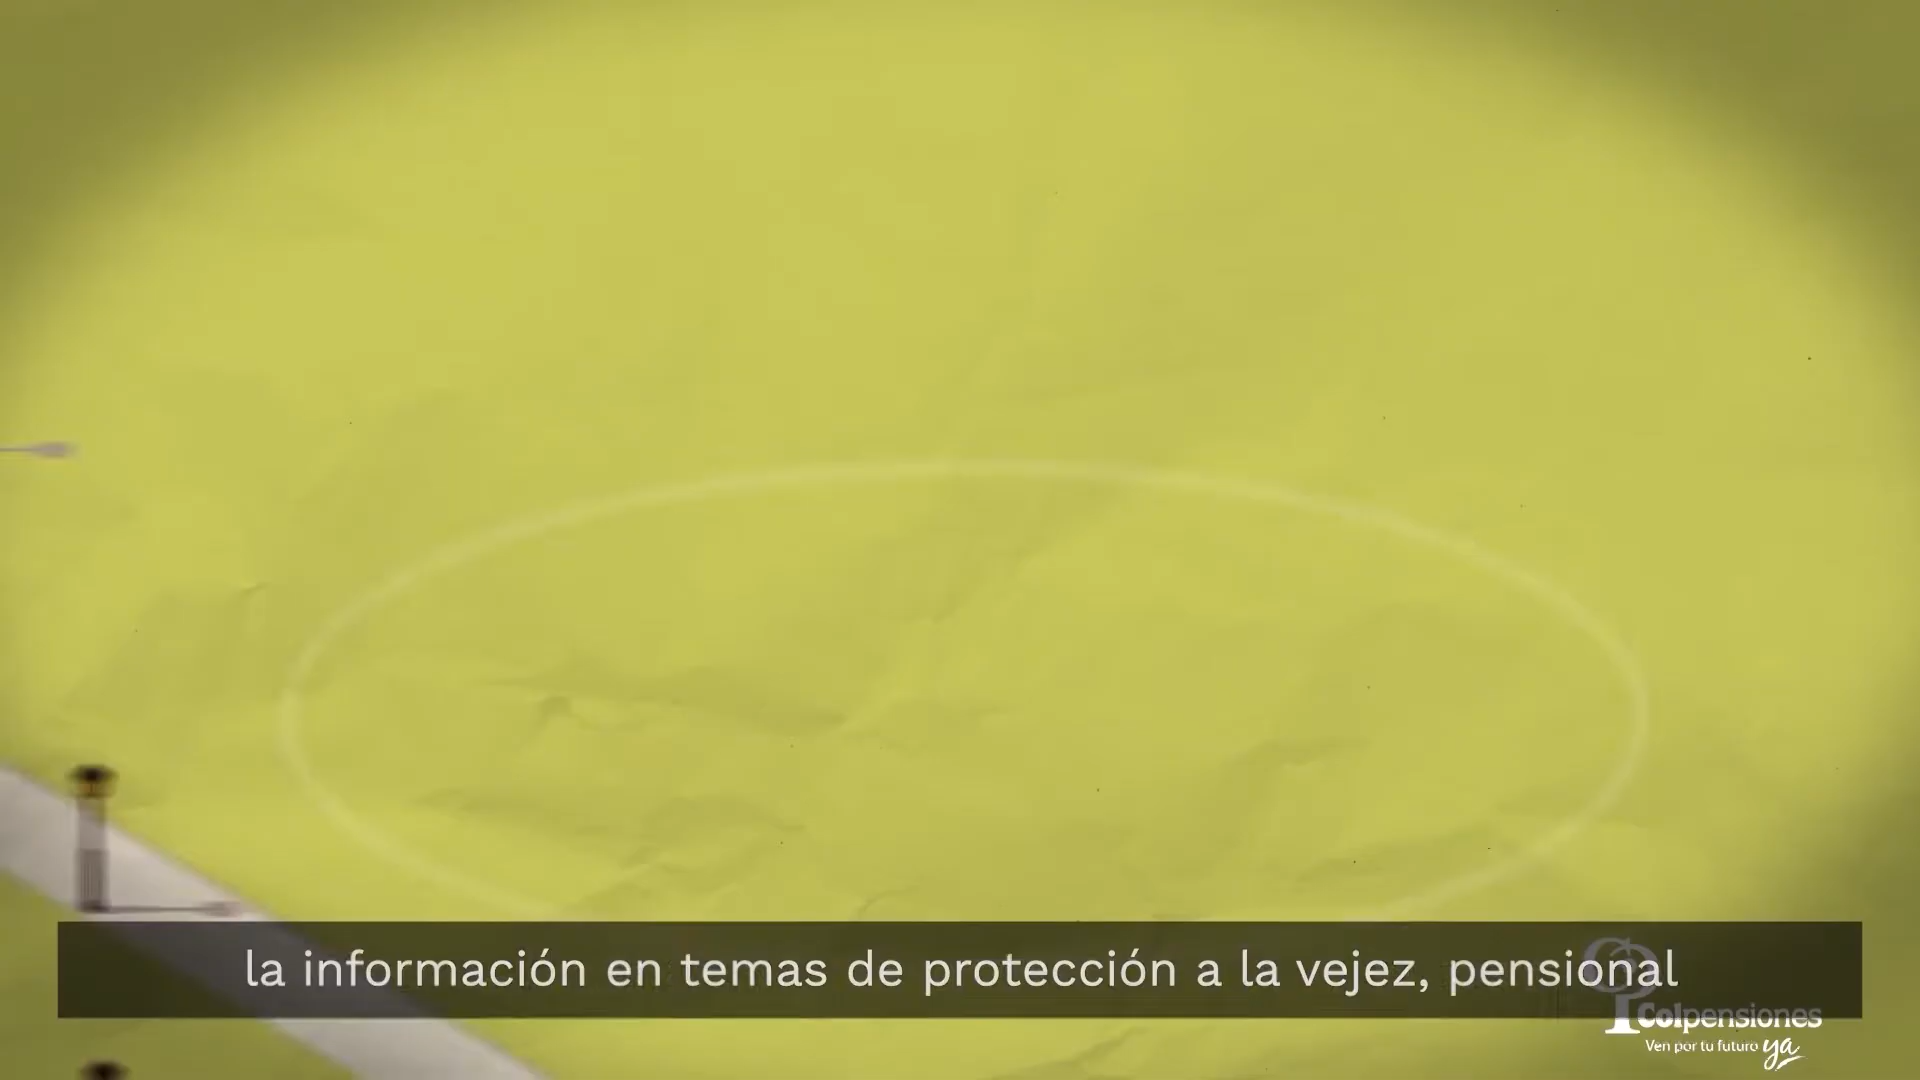 la información en temas de protección a la vejez, pensional
Colpensiones
Ven por tu futuro ya